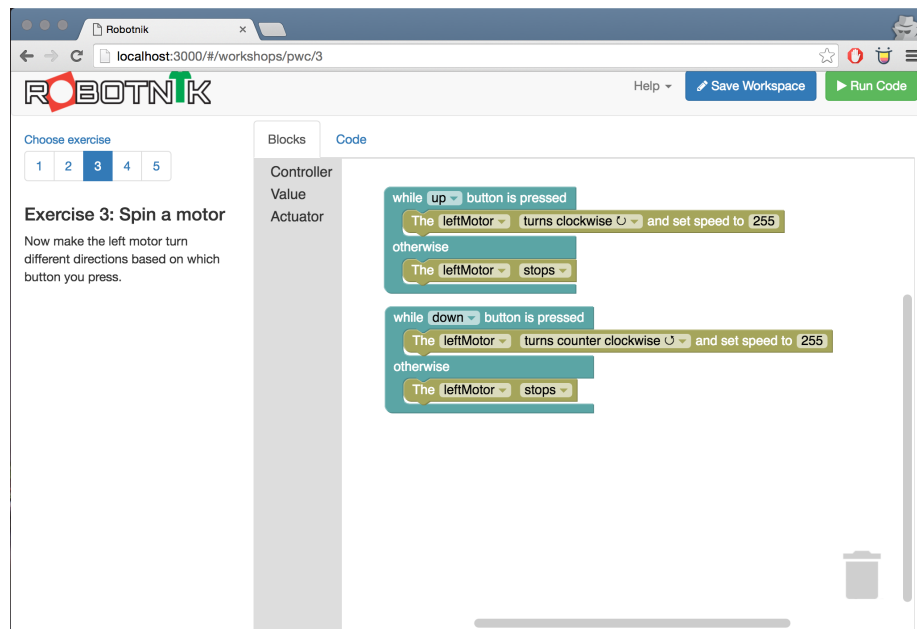 Robotnik
localhost:3000/#/workshops/pwc/3
ROBOTNIK
Help
Save Workspace
Run Code
Choose exercise
1 2 3 4 5
Exercise 3: Spin a motor
Now make the left motor turn
different directions based on which
button you press.
Blocks Code
Controller
Value
Actuator
while up button is pressed
The leftMotor turns clockwise ↻ and set speed to 255
otherwise
The leftMotor stops
while down button is pressed
The leftMotor turns counter clockwise ↺ and set speed to 255
otherwise
The leftMotor stops